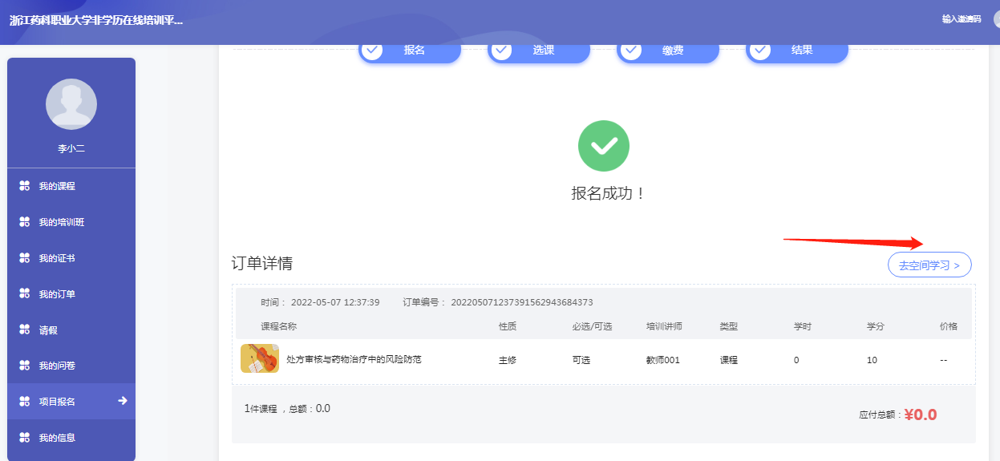 浙江药科职业大学非学历在线培训平...
输入邀请码
报名 选课 缴费 结果
李小二
我的课程
我的培训班
我的证书
我的订单
请假
我的问卷
项目报名
我的信息
报名成功！
订单详情
去空间学习 >
时间： 2022-05-07 12:37:39 订单编号： 202205071237391562943684373
课程名称 性质 必选/可选 培训讲师 类型 学时 学分 价格
处方审核与药物治疗中的风险防范 主修 可选 教师001 课程 0 10 --
1件课程 ，总额：0.0
应付总额：¥0.0